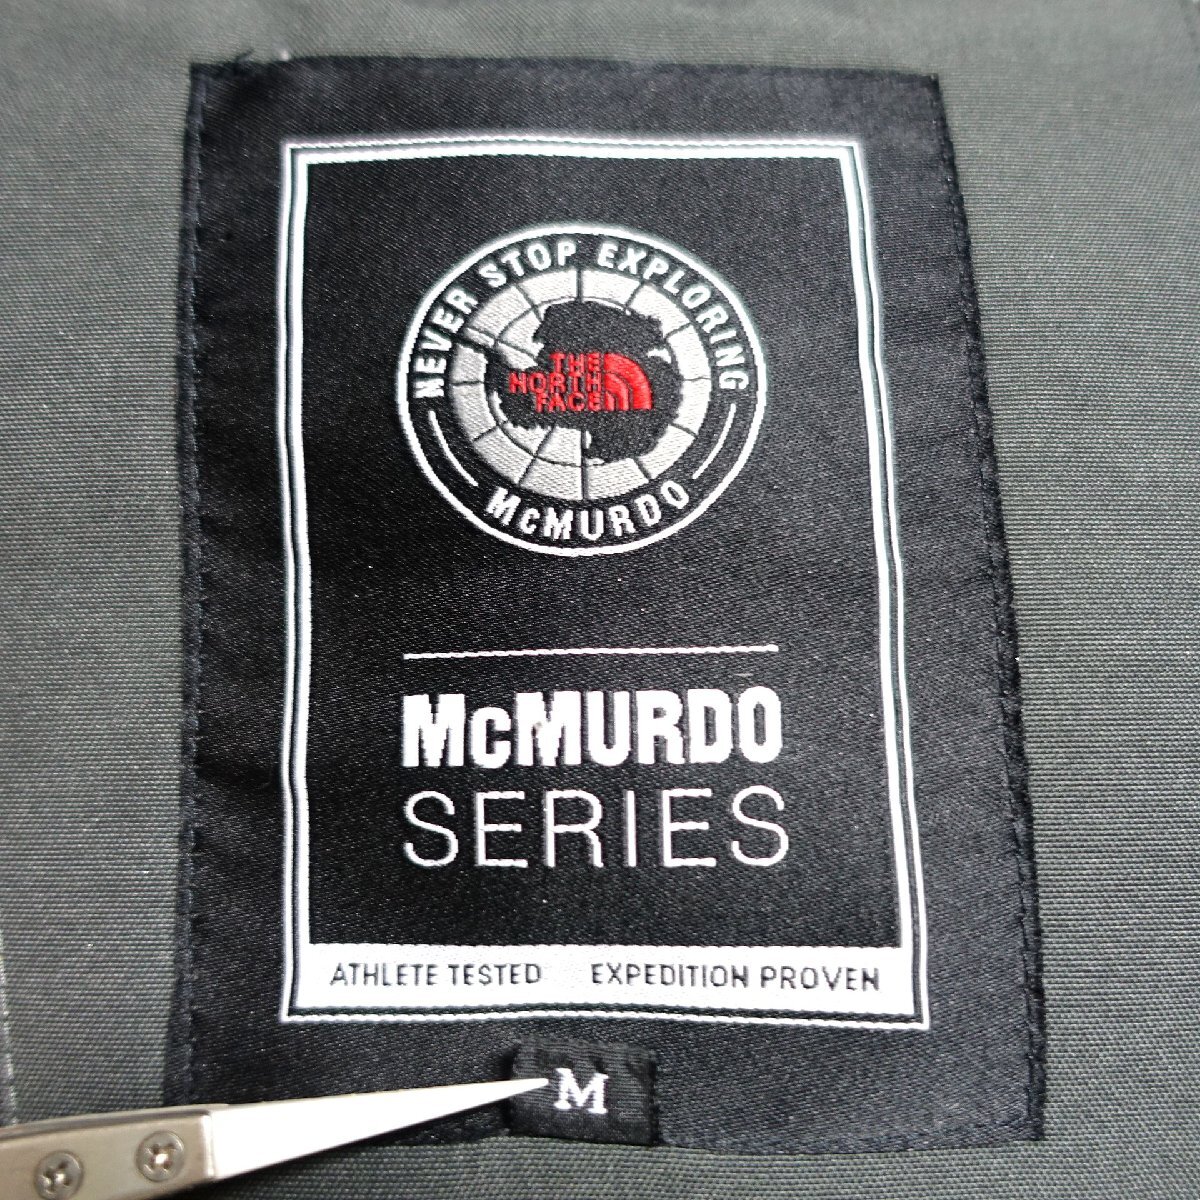 NEVER STOP EXPLORING
THE
NORTH
FACE
McMURDO
McMURDO
SERIES
ATHLETE TESTED EXPEDITION PROVEN
M